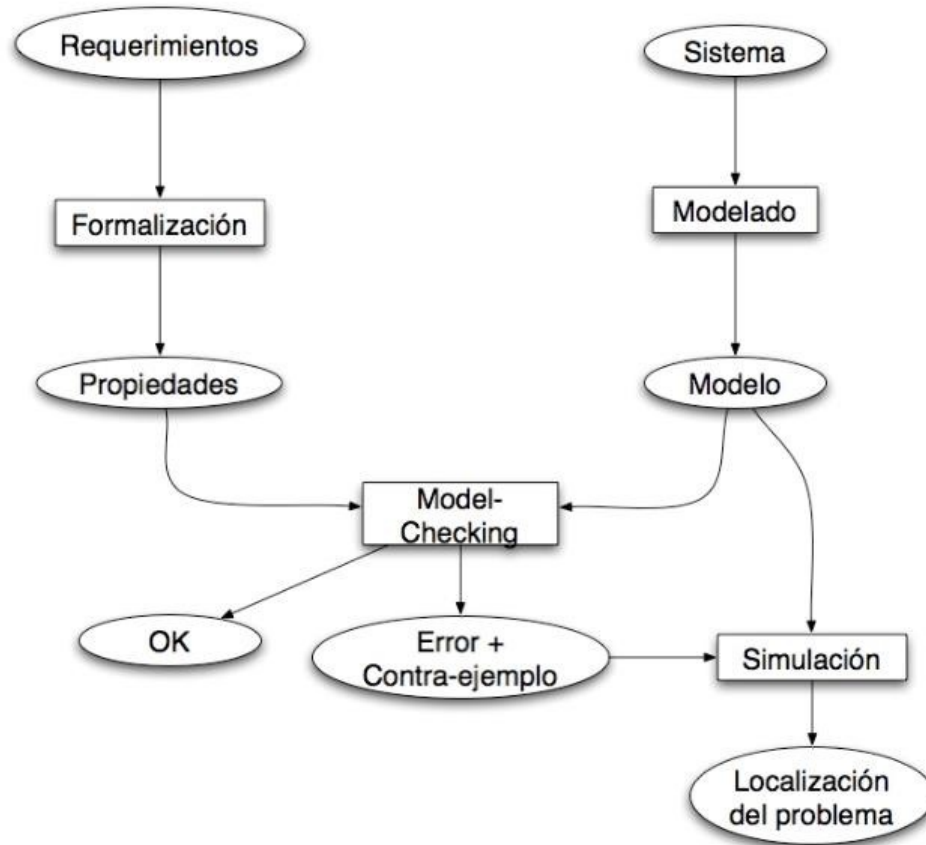 Requerimientos
Sistema
Formalización
Modelado
Propiedades
Modelo
Model-
Checking
OK
Error +
Contra-ejemplo
Simulación
Localización
del problema